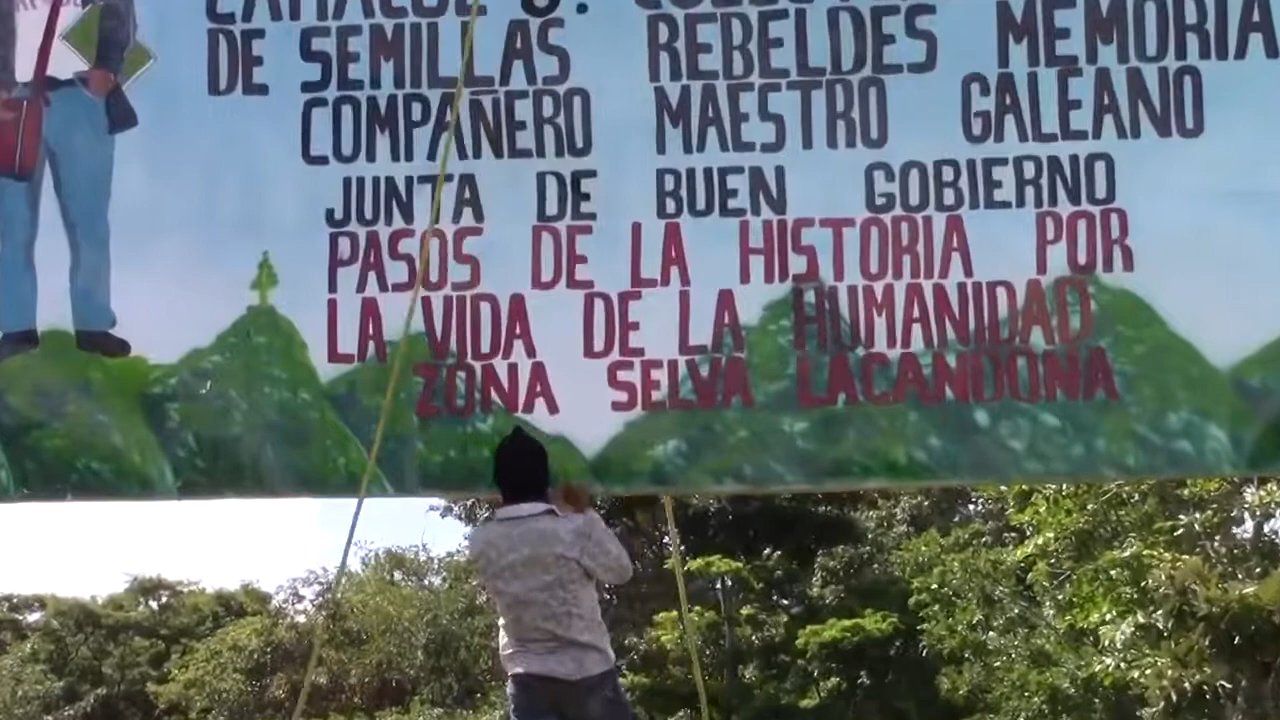 DE SEMILLAS REBELDES MEMORIA
COMPAÑERO MAESTRO GALEANO
JUNTA DE BUEN GOBIERNO
PASOS DE LA HISTORIA POR
LA VIDA DE LA HUMANIDAD
ZONA SELVA LACANDONA